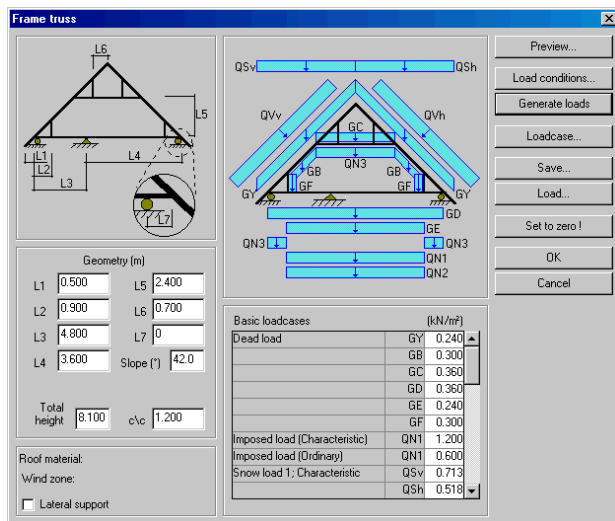 Frame truss
L6
L5
L1
L2
L4
L3
L7
QSv
QSh
QVv
QVh
GC
QN3
GB
GB
GF
GF
GY
GY
GD
GE
QN3
QN3
QN1
QN2
Preview...
Load conditions...
Generate loads
Loadcase...
Save...
Load...
Set to zero !
OK
Cancel
Geometry (m)
L1 0.500 L5 2.400
L2 0.900 L6 0.700
L3 4.800 L7 0
L4 3.600 Slope (°) 42.0
Total height 8.100 c\c 1.200
Roof material:
Wind zone:
Lateral support
Basic loadcases (kN/m²)
Dead load GY 0.240
GB 0.300
GC 0.360
GD 0.360
GE 0.240
GF 0.300
Imposed load (Characteristic) QN1 1.200
Imposed load (Ordinary) QN1 0.600
Snow load 1; Characteristic QSv 0.713
QSh 0.518